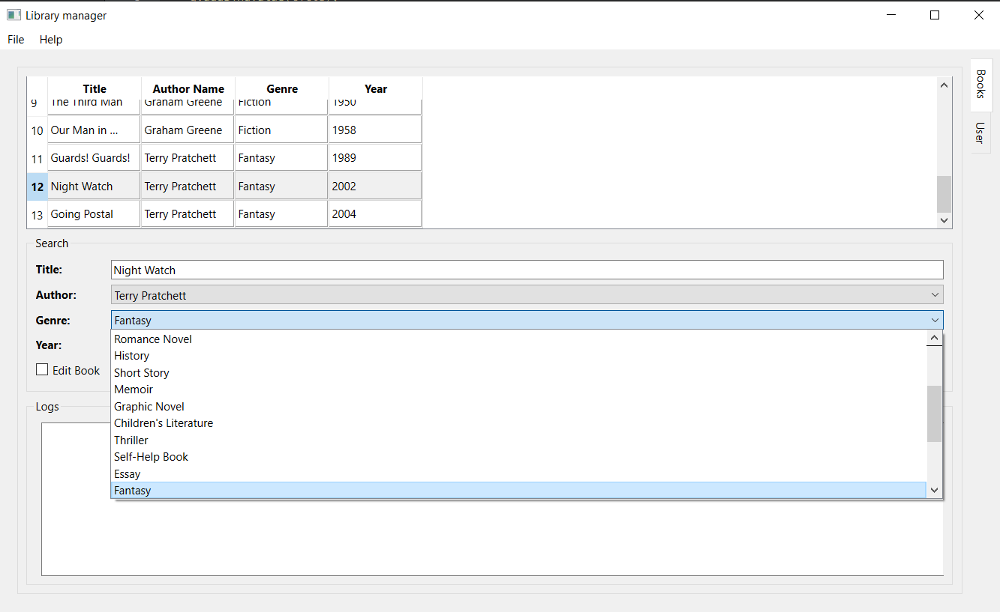 Library manager
File Help
Title Author Name Genre Year
9 The Third Man Graham Greene Fiction 1950
10 Our Man in ... Graham Greene Fiction 1958
11 Guards! Guards! Terry Pratchett Fantasy 1989
12 Night Watch Terry Pratchett Fantasy 2002
13 Going Postal Terry Pratchett Fantasy 2004
Books
User
Search
Title: Night Watch
Author: Terry Pratchett
Genre: Fantasy
Year:
Edit Book
Romance Novel
History
Short Story
Memoir
Graphic Novel
Children's Literature
Thriller
Self-Help Book
Essay
Fantasy
Logs